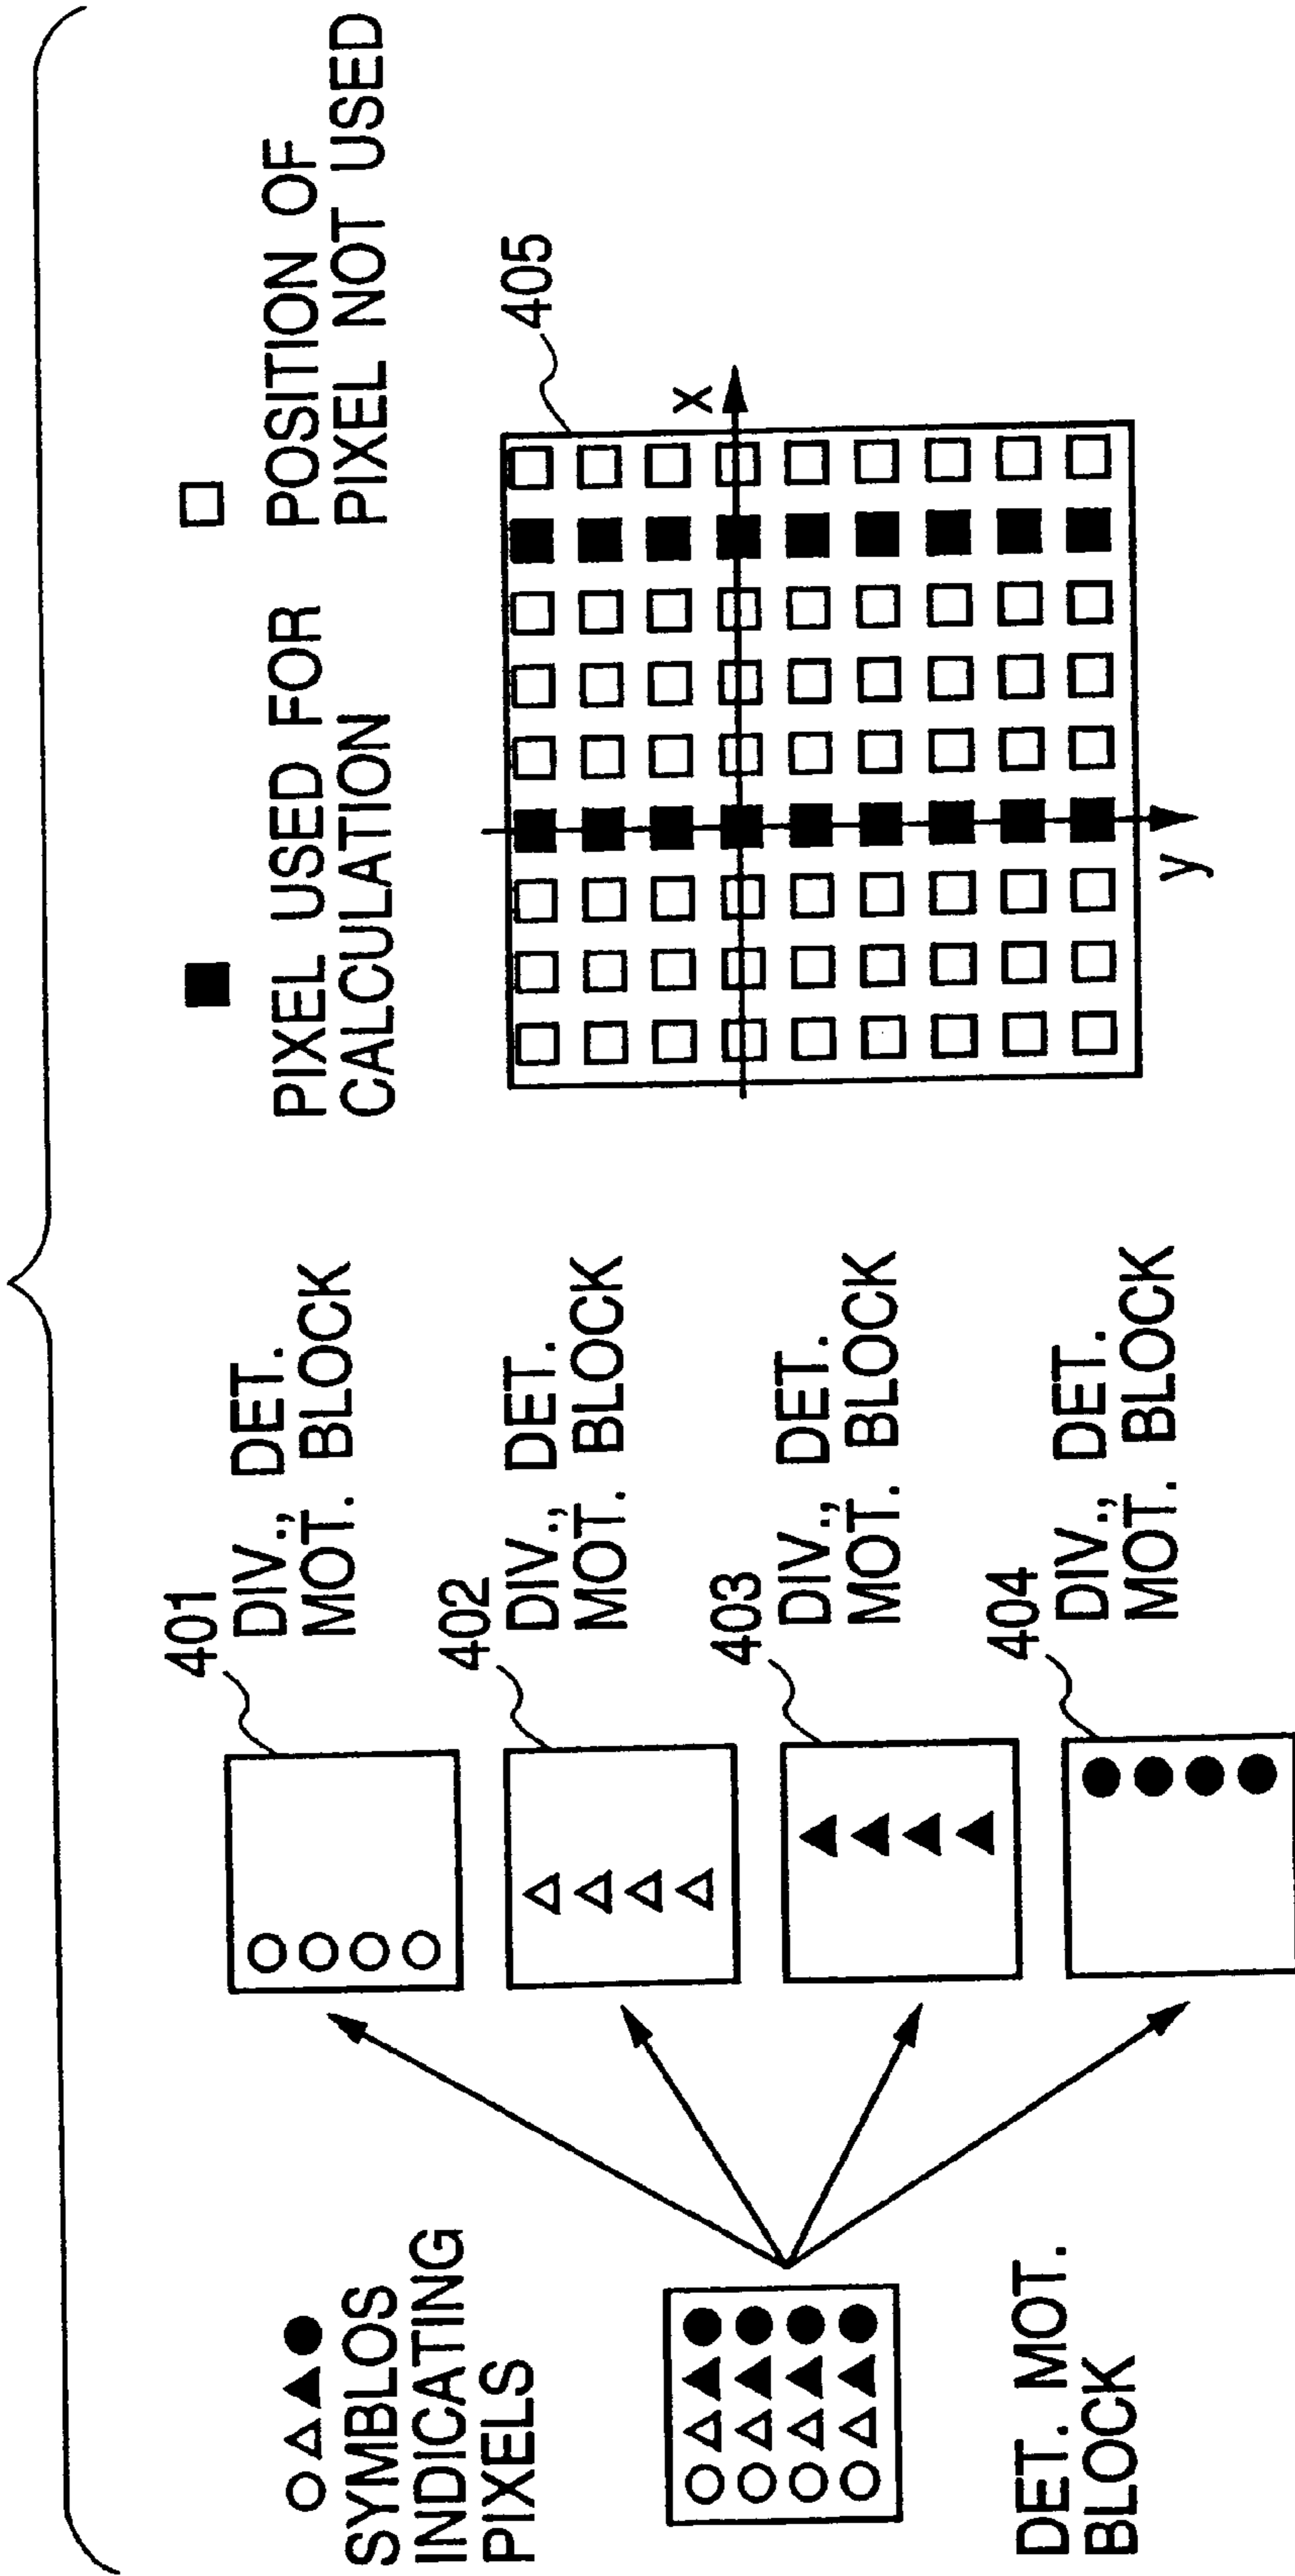 SYMBLOS
INDICATING
PIXELS
DET. MOT.
BLOCK
401
DIV., DET.
MOT. BLOCK
402
DIV., DET.
MOT. BLOCK
403
DIV., DET.
MOT. BLOCK
404
DIV., DET.
MOT. BLOCK
PIXEL USED FOR
CALCULATION
POSITION OF
PIXEL NOT USED
405
x
y